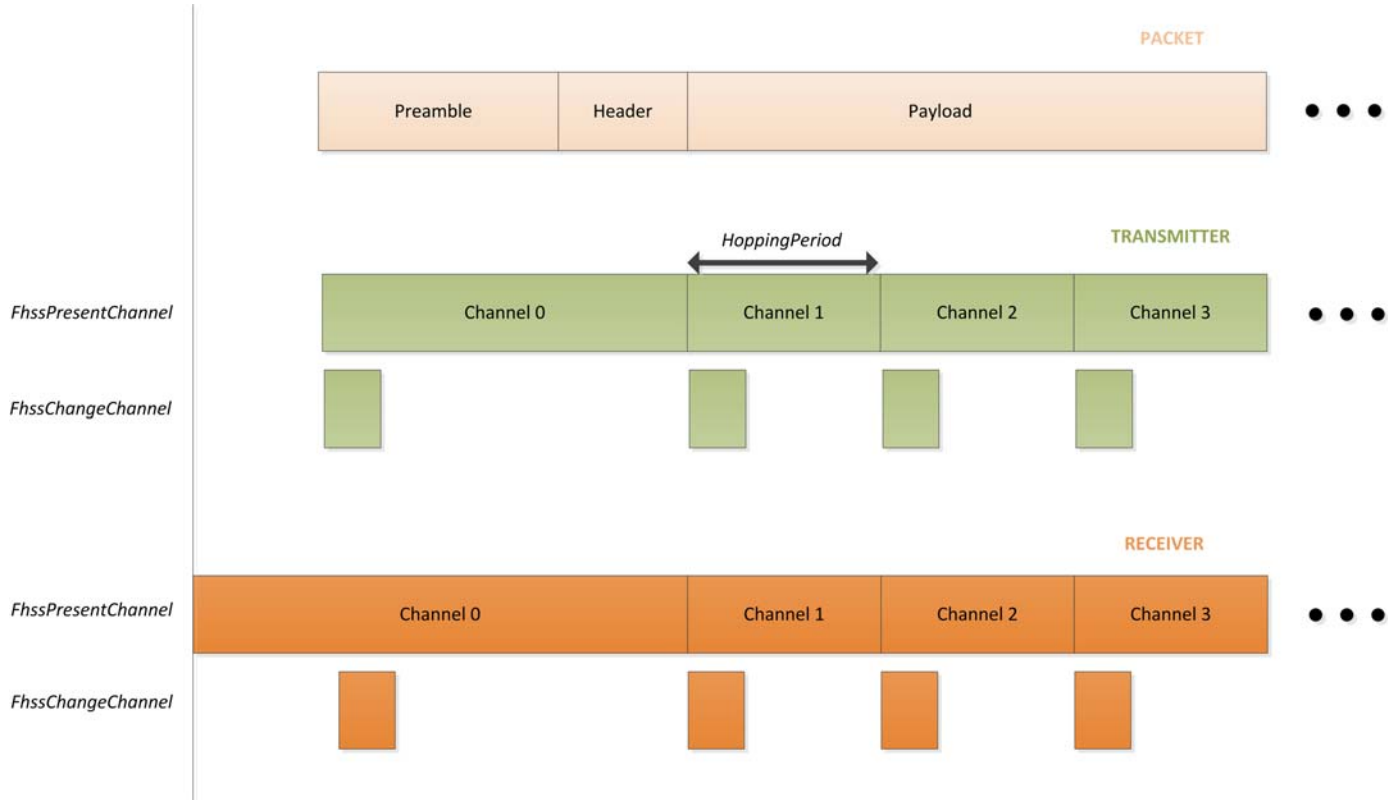 PACKET
Preamble
Header
Payload
HoppingPeriod
TRANSMITTER
FhssPresentChannel
Channel 0
Channel 1
Channel 2
Channel 3
FhssChangeChannel
RECEIVER
FhssPresentChannel
Channel 0
Channel 1
Channel 2
Channel 3
FhssChangeChannel